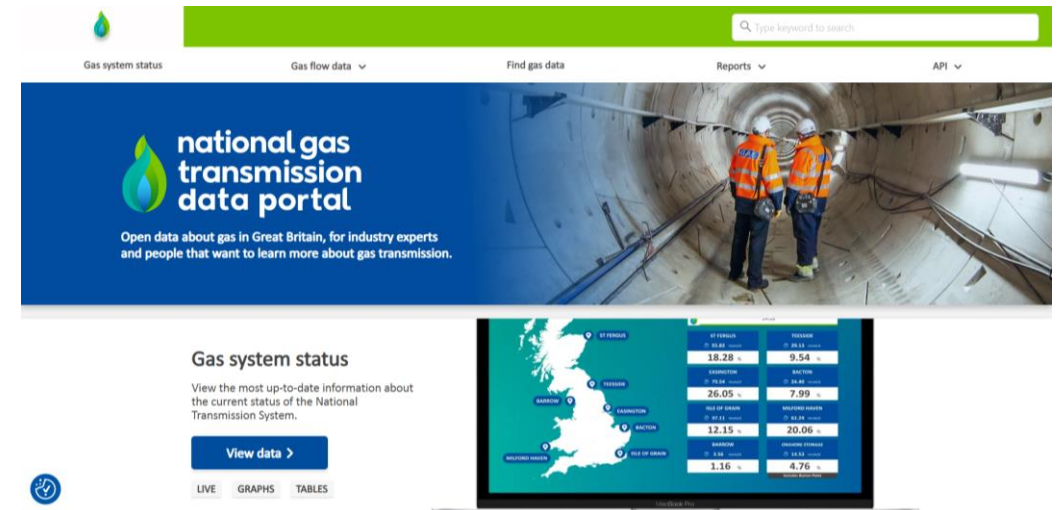 Type keyword to search
Gas system status
Gas flow data
Find gas data
Reports
API
national gas
transmission
data portal
Open data about gas in Great Britain, for industry experts
and people that want to learn more about gas transmission.
Gas system status
View the most up-to-date information about
the current status of the National
Transmission System.
View data >
LIVE GRAPHS TABLES
ST FERGUS
TEESSIDE
BARROW
EASINGTON
BACTON
MILFORD HAVEN
ISLE OF GRAIN
ST FERGUS TEESSIDE
18.28 % 9.54 %
EASINGTON BACTON
26.05 % 7.99 %
ISLE OF GRAIN MILFORD HAVEN
12.15 % 20.06 %
BARROW ONSHORE STORAGE
1.16 % 4.76 %
MacBook Pro